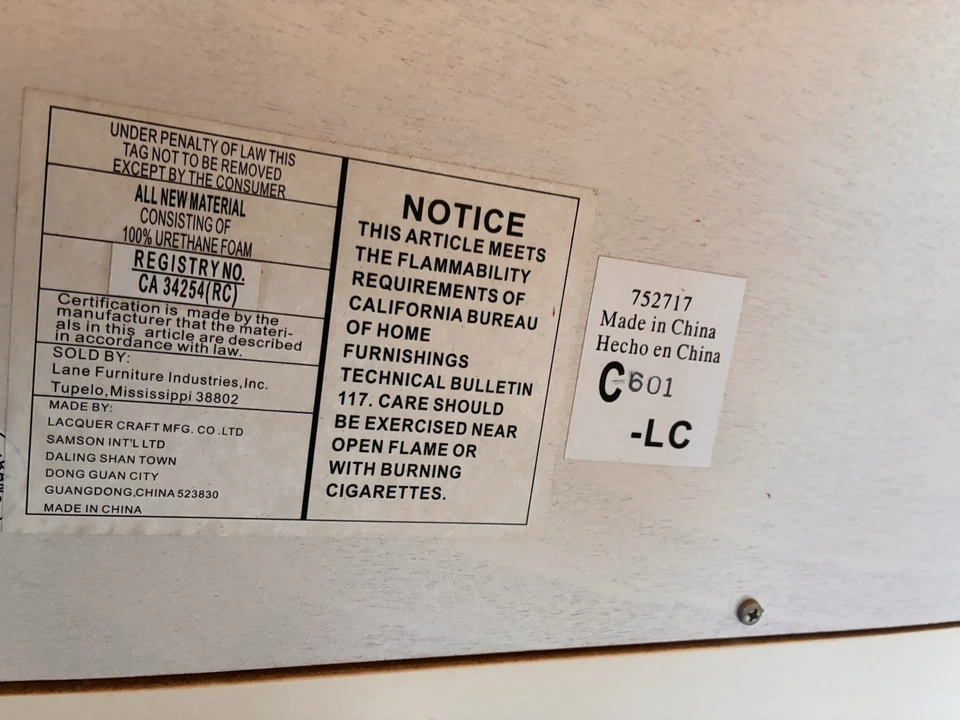 UNDER PENALTY OF LAW THIS
TAG NOT TO BE REMOVED
EXCEPT BY THE CONSUMER
ALL NEW MATERIAL
CONSISTING OF
100% URETHANE FOAM
REGISTRY NO.
CA 34254(RC)
Certification is made by the
manufacturer that the materi-
als in this article are described
in accordance with law.
SOLD BY:
Lane Furniture Industries,Inc.
Tupelo,Mississippi 38802
MADE BY:
LACQUER CRAFT MFG. CO .LTD
SAMSON INT'L LTD
DALING SHAN TOWN
DONG GUAN CITY
GUANGDONG,CHINA 523830
MADE IN CHINA
NOTICE
THIS ARTICLE MEETS
THE FLAMMABILITY
REQUIREMENTS OF
CALIFORNIA BUREAU
OF HOME
FURNISHINGS
TECHNICAL BULLETIN
117. CARE SHOULD
BE EXERCISED NEAR
OPEN FLAME OR
WITH BURNING
CIGARETTES.
752717
Made in China
Hecho en China
C 601
-LC